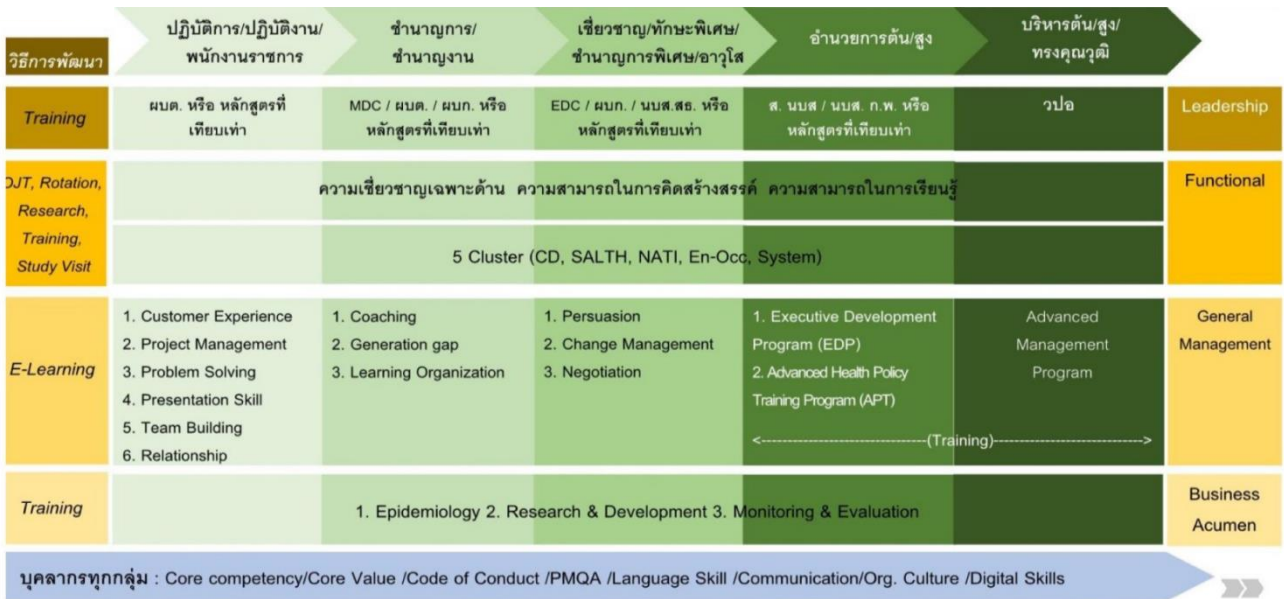 วิธีการพัฒนา
ปฏิบัติการ/ปฏิบัติงาน/
พนักงานราชการ
ชำนาญการ/
ชำนาญงาน
เชี่ยวชาญ/ทักษะพิเศษ/
ชำนาญการพิเศษ/อาวุโส
อำนวยการต้น/สูง
บริหารต้น/สูง/
ทรงคุณวุฒิ
Training
ผบต. หรือ หลักสูตรที่
เทียบเท่า
MDC / ผบต. / ผบก. หรือ
หลักสูตรที่เทียบเท่า
EDC / ผบก. / นบส.สธ. หรือ
หลักสูตรที่เทียบเท่า
ส. นบส / นบส. ก.พ. หรือ
หลักสูตรที่เทียบเท่า
วปอ
Leadership
OJT, Rotation,
Research,
Training,
Study Visit
ความเชี่ยวชาญเฉพาะด้าน ความสามารถในการคิดสร้างสรรค์ ความสามารถในการเรียนรู้
5 Cluster (CD, SALTH, NATI, En-Occ, System)
Functional
E-Learning
1. Customer Experience
2. Project Management
3. Problem Solving
4. Presentation Skill
5. Team Building
6. Relationship
1. Coaching
2. Generation gap
3. Learning Organization
1. Persuasion
2. Change Management
3. Negotiation
1. Executive Development
Program (EDP)
2. Advanced Health Policy
Training Program (APT)
Advanced
Management
Program
<--------------------------------(Training)----------------------------->
General
Management
Training
1. Epidemiology 2. Research & Development 3. Monitoring & Evaluation
Business
Acumen
บุคลากรทุกกลุ่ม : Core competency/Core Value /Code of Conduct /PMQA /Language Skill /Communication/Org. Culture /Digital Skills